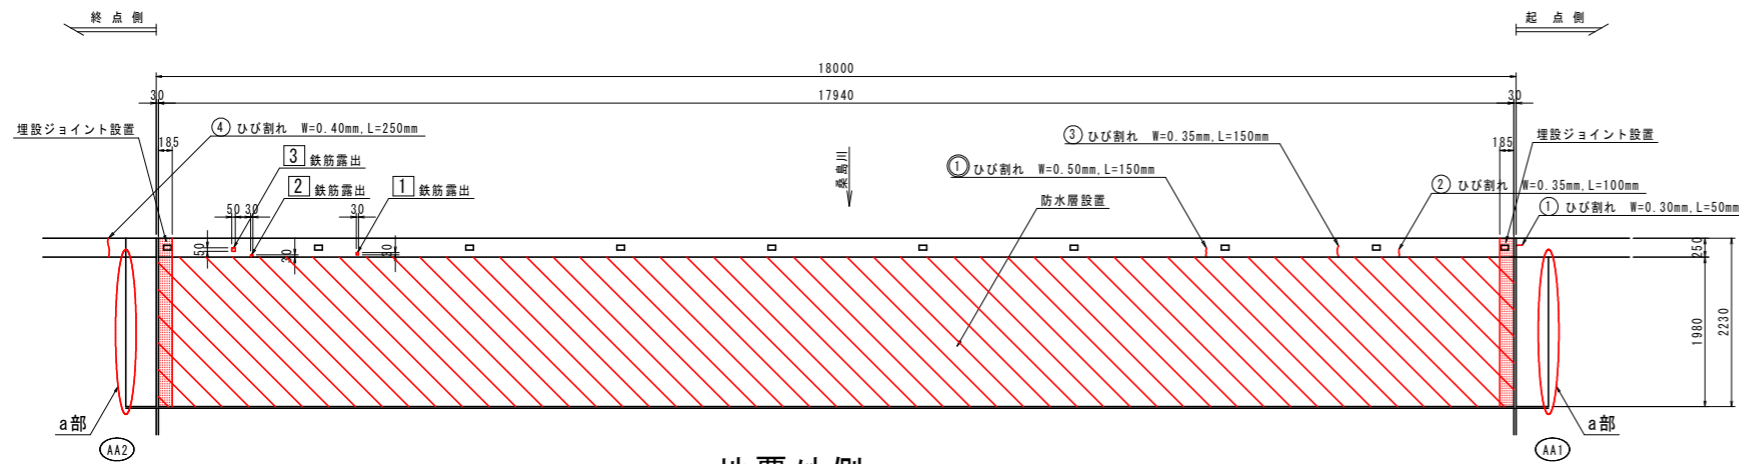 終点側
起点側
18000
30
17940
30
埋設ジョイント設置
④ ひび割れ W=0.40mm,L=250mm
185
3 鉄筋露出
2 鉄筋露出
1 鉄筋露出
桑島川
③ ひび割れ W=0.35mm,L=150mm
① ひび割れ W=0.50mm,L=150mm
185
埋設ジョイント設置
② ひび割れ W=0.35mm,L=100mm
防水層設置
① ひび割れ W=0.30mm,L=50mm
50
30
30
50
30
30
250
1980
2230
a部
a部
AA2
AA1